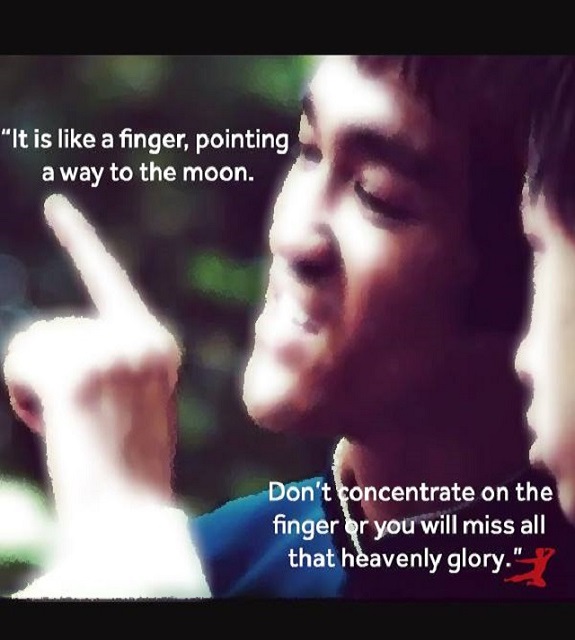 “It is like a finger, pointing
a way to the moon.
Don’t concentrate on the
finger or you will miss all
that heavenly glory.”